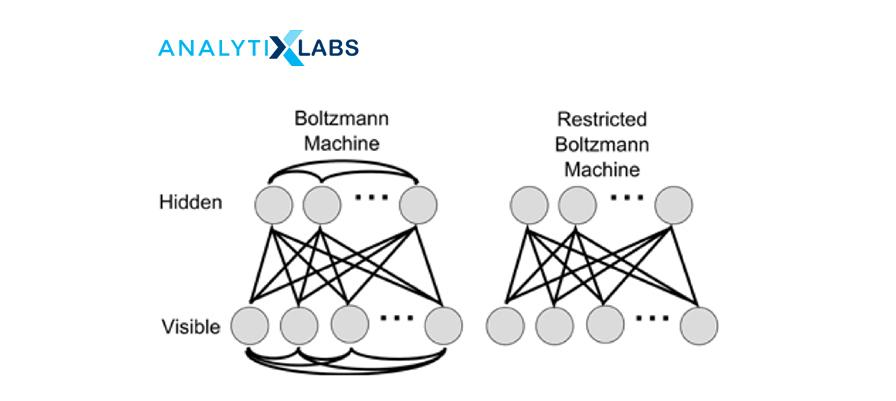 ANALYTIXLABS
Boltzmann
Machine
Restricted
Boltzmann
Machine
Hidden
Visible